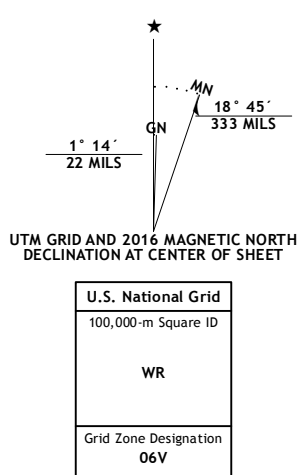 MN
GN
18° 45´
333 MILS
1° 14´
22 MILS
UTM GRID AND 2016 MAGNETIC NORTH
DECLINATION AT CENTER OF SHEET
U.S. National Grid
100,000-m Square ID
WR
Grid Zone Designation
06V